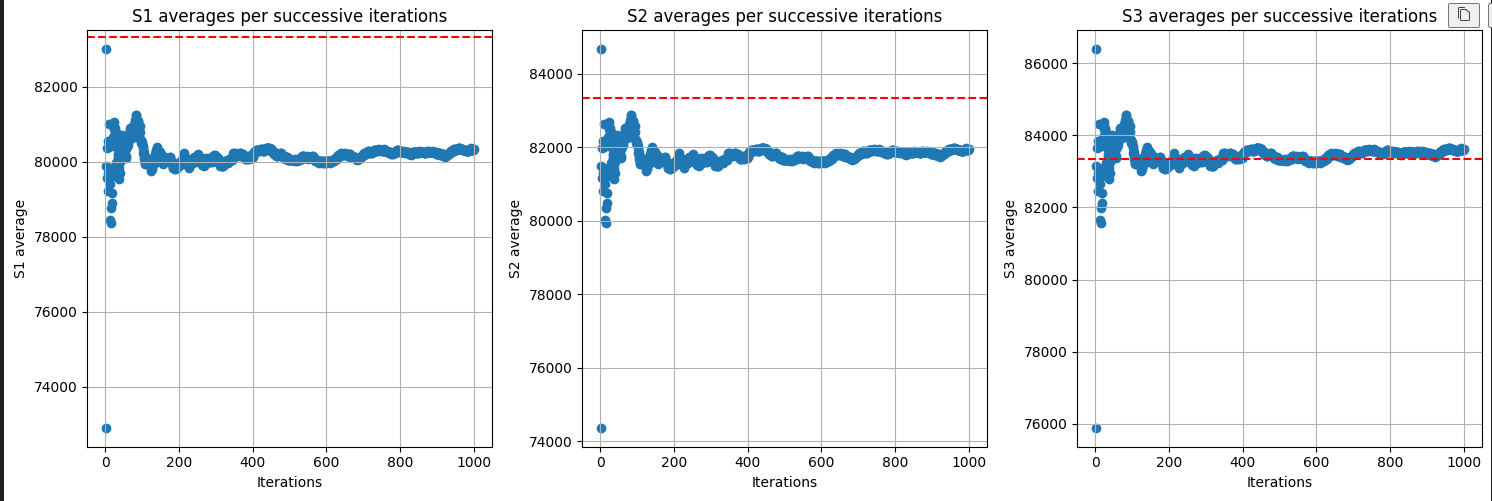 S1 averages per successive iterations
82000
80000
78000
76000
74000
S1 average
0 200 400 600 800 1000
Iterations
S2 averages per successive iterations
84000
82000
80000
78000
76000
74000
S2 average
0 200 400 600 800 1000
Iterations
S3 averages per successive iterations
86000
84000
82000
80000
78000
76000
S3 average
0 200 400 600 800 1000
Iterations